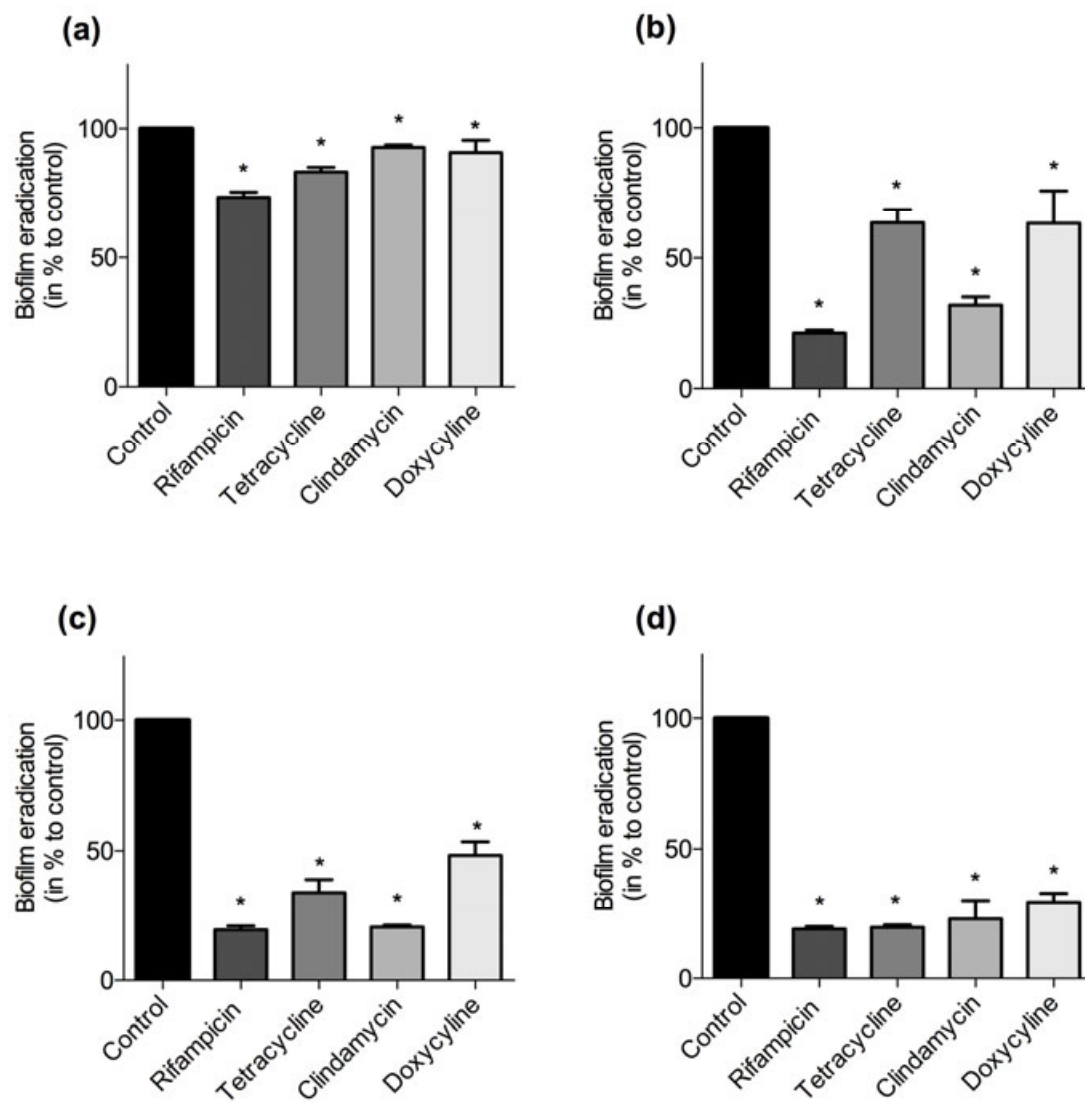 (a)
Biofilm eradication
(in % to control)
100
50
0
*
*
*
*
Control
Rifampicin
Tetracycline
Clindamycin
Doxycyline
(b)
Biofilm eradication
(in % to control)
100
50
0
*
*
*
*
Control
Rifampicin
Tetracycline
Clindamycin
Doxycyline
(c)
Biofilm eradication
(in % to control)
100
50
0
*
*
*
*
Control
Rifampicin
Tetracycline
Clindamycin
Doxycyline
(d)
Biofilm eradication
(in % to control)
100
50
0
*
*
*
*
Control
Rifampicin
Tetracycline
Clindamycin
Doxycyline